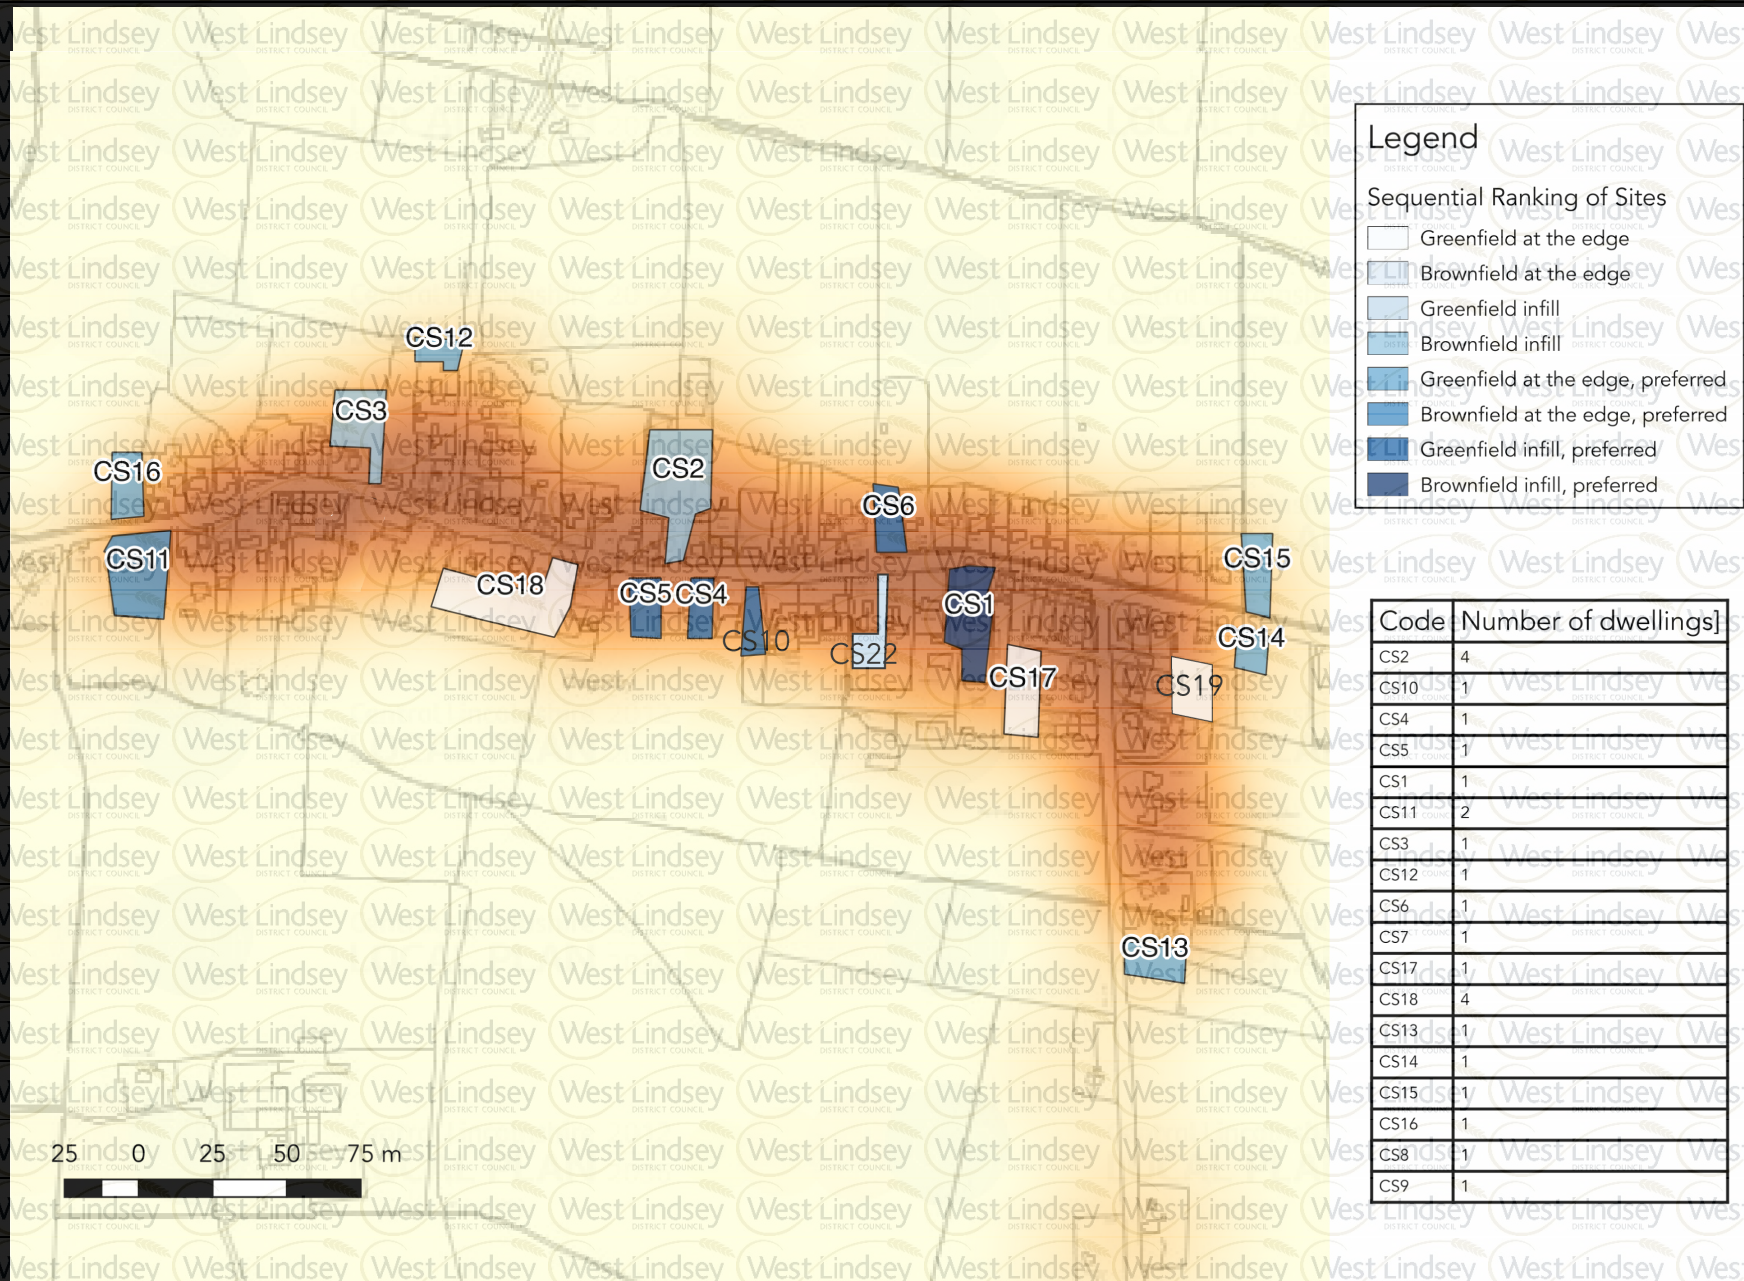 West Lindsey
DISTRICT COUNCIL
CS12
CS3
CS16
CS2
CS6
CS11
CS18
CS5
CS4
CS10
CS22
CS1
CS17
CS15
CS14
CS19
CS13
25 0 25 50 75 m
Legend
Sequential Ranking of Sites
Greenfield at the edge
Brownfield at the edge
Greenfield infill
Brownfield infill
Greenfield at the edge, preferred
Brownfield at the edge, preferred
Greenfield infill, preferred
Brownfield infill, preferred
Code Number of dwellings]
CS2 4
CS10 1
CS4 1
CS5 1
CS1 1
CS11 2
CS3 1
CS12 1
CS6 1
CS7 1
CS17 1
CS18 4
CS13 1
CS14 1
CS15 1
CS16 1
CS8 1
CS9 1